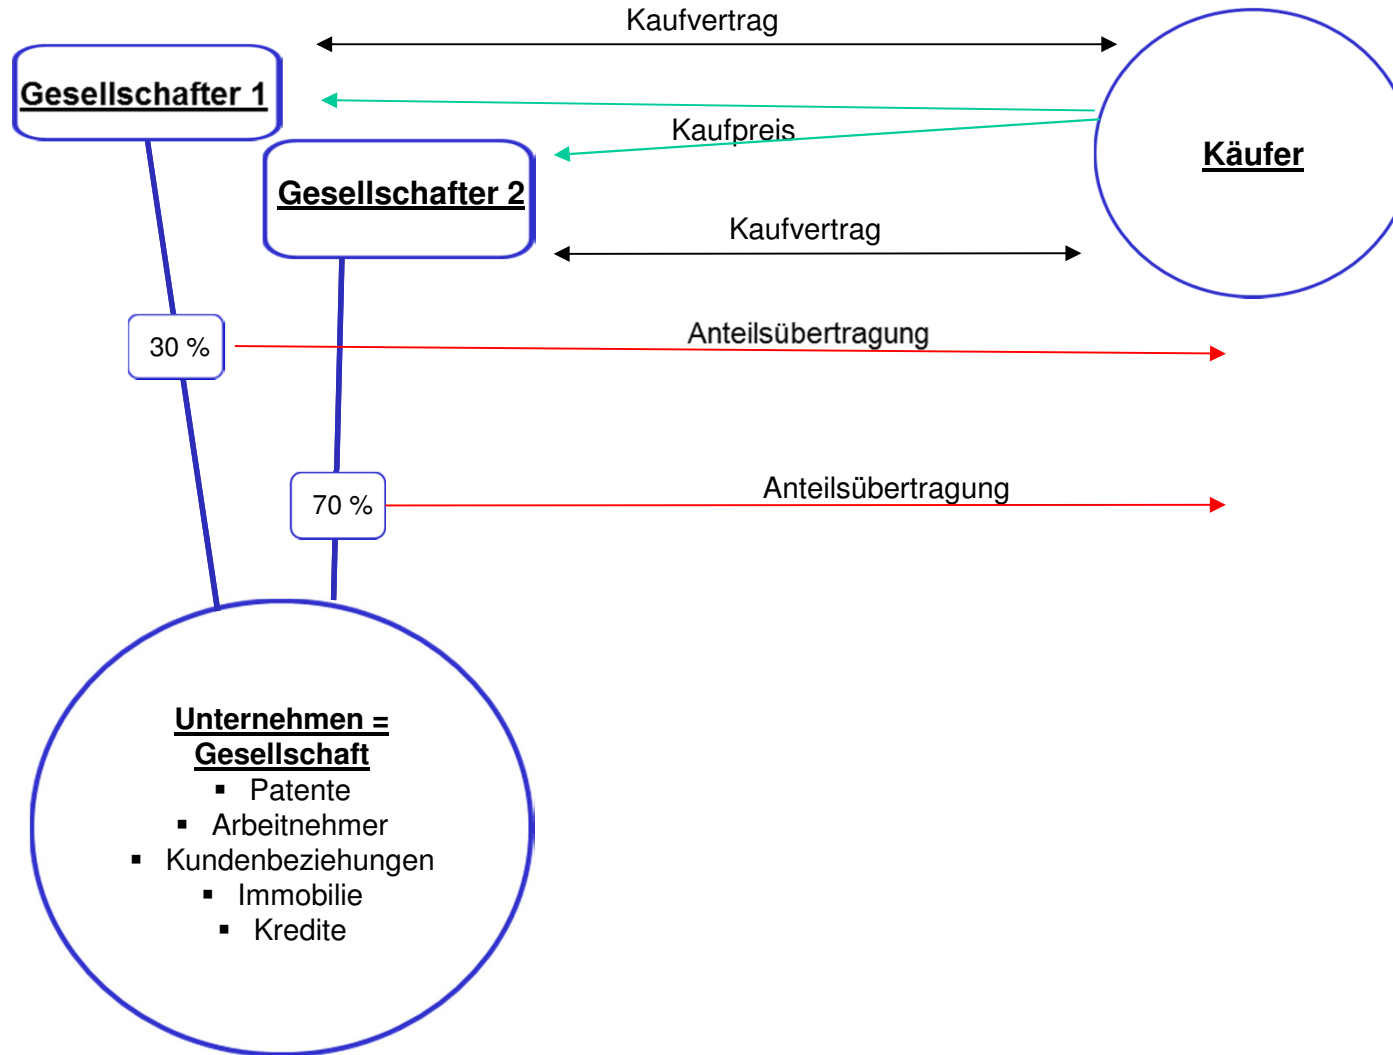 Kaufvertrag
Gesellschafter 1
Kaufpreis
Käufer
Gesellschafter 2
Kaufvertrag
30 %
Anteilsübertragung
70 %
Anteilsübertragung
Unternehmen =
Gesellschaft
▪ Patente
▪ Arbeitnehmer
▪ Kundenbeziehungen
▪ Immobilie
▪ Kredite